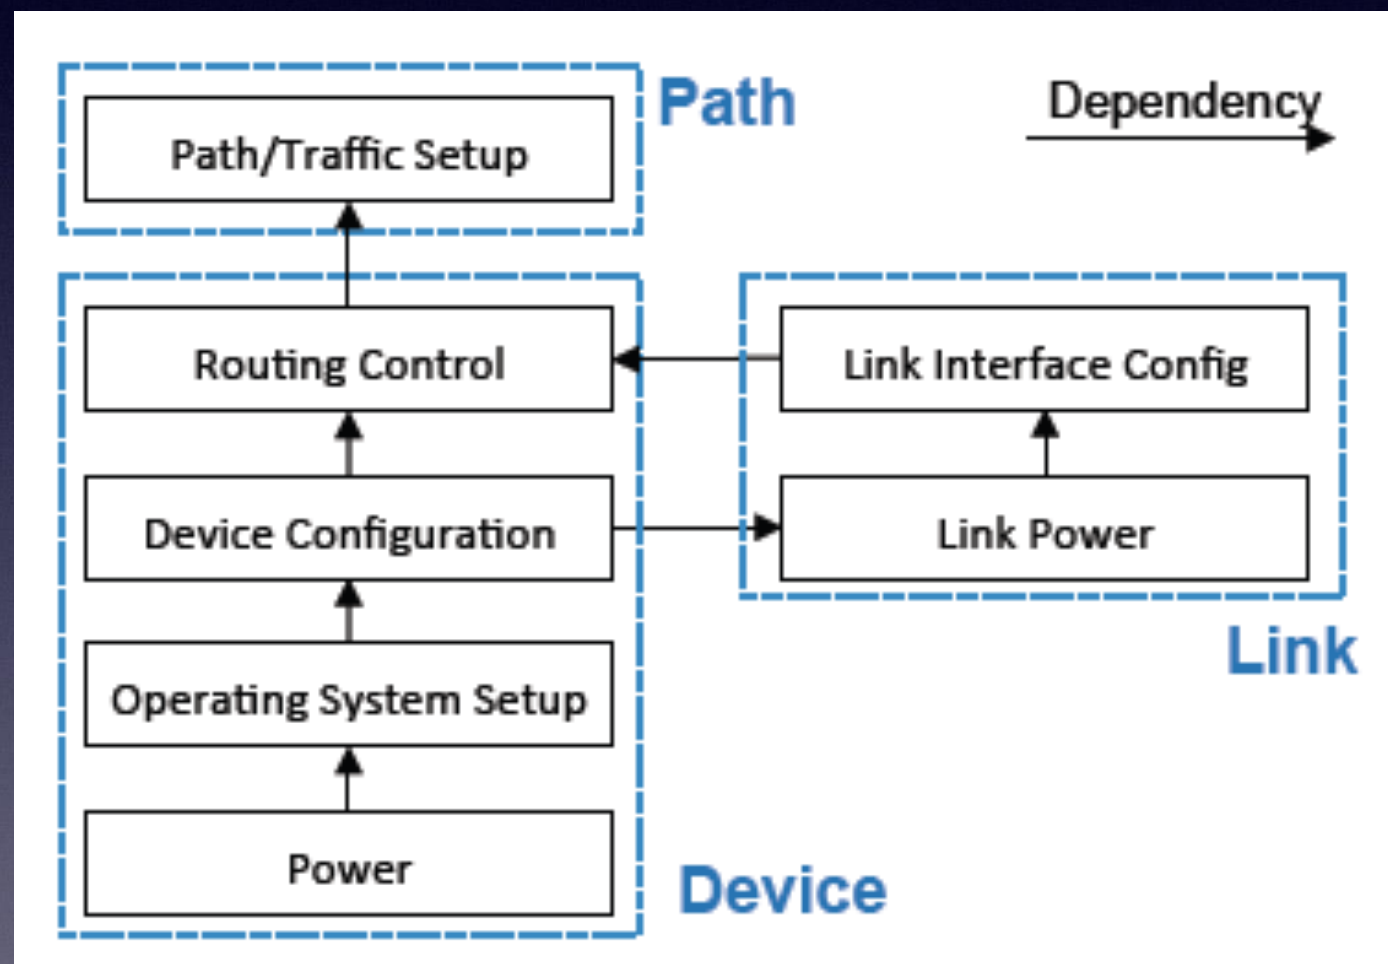 Path
Dependency
Path/Traffic Setup
Routing Control
Link Interface Config
Device Configuration
Link Power
Link
Operating System Setup
Power
Device